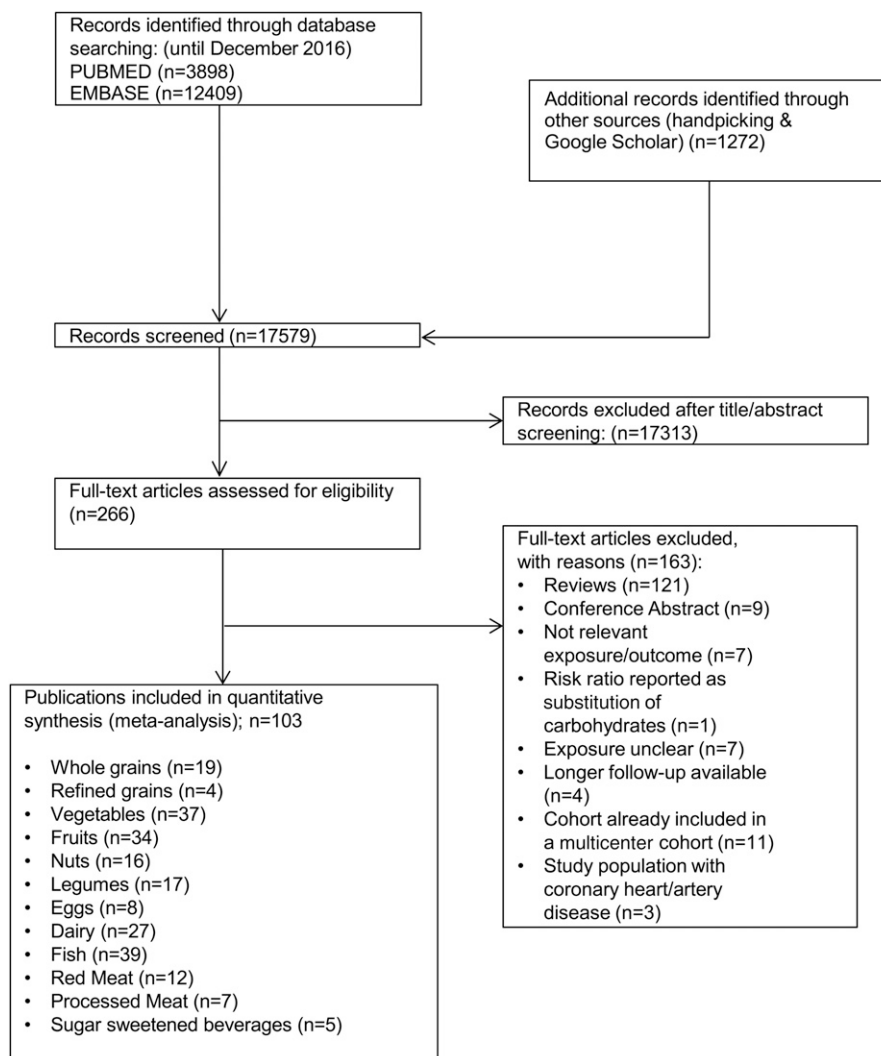 Records identified through database
searching: (until December 2016)
PUBMED (n=3898)
EMBASE (n=12409)
Additional records identified through
other sources (handpicking &
Google Scholar) (n=1272)
Records screened (n=17579)
Records excluded after title/abstract
screening: (n=17313)
Full-text articles assessed for eligibility
(n=266)
Full-text articles excluded,
with reasons (n=163):
• Reviews (n=121)
• Conference Abstract (n=9)
• Not relevant
exposure/outcome (n=7)
• Risk ratio reported as
substitution of
carbohydrates (n=1)
• Exposure unclear (n=7)
• Longer follow-up available
(n=4)
• Cohort already included in
a multicenter cohort (n=11)
• Study population with
coronary heart/artery
disease (n=3)
Publications included in quantitative
synthesis (meta-analysis); n=103
• Whole grains (n=19)
• Refined grains (n=4)
• Vegetables (n=37)
• Fruits (n=34)
• Nuts (n=16)
• Legumes (n=17)
• Eggs (n=8)
• Dairy (n=27)
• Fish (n=39)
• Red Meat (n=12)
• Processed Meat (n=7)
• Sugar sweetened beverages (n=5)